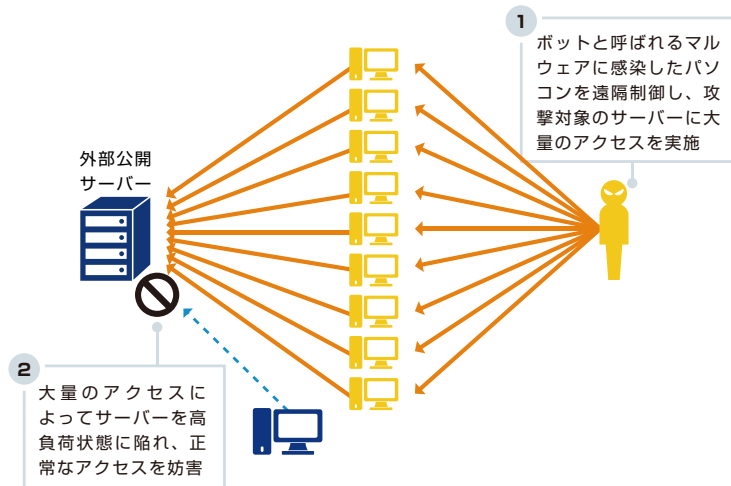 1
ボットと呼ばれるマル
ウェアに感染したパソ
コンを遠隔制御し、攻
撃対象のサーバーに大
量のアクセスを実施
外部公開
サーバー
2
大量のアクセスに
よってサーバーを高
負荷状態に陥れ、正
常なアクセスを妨害